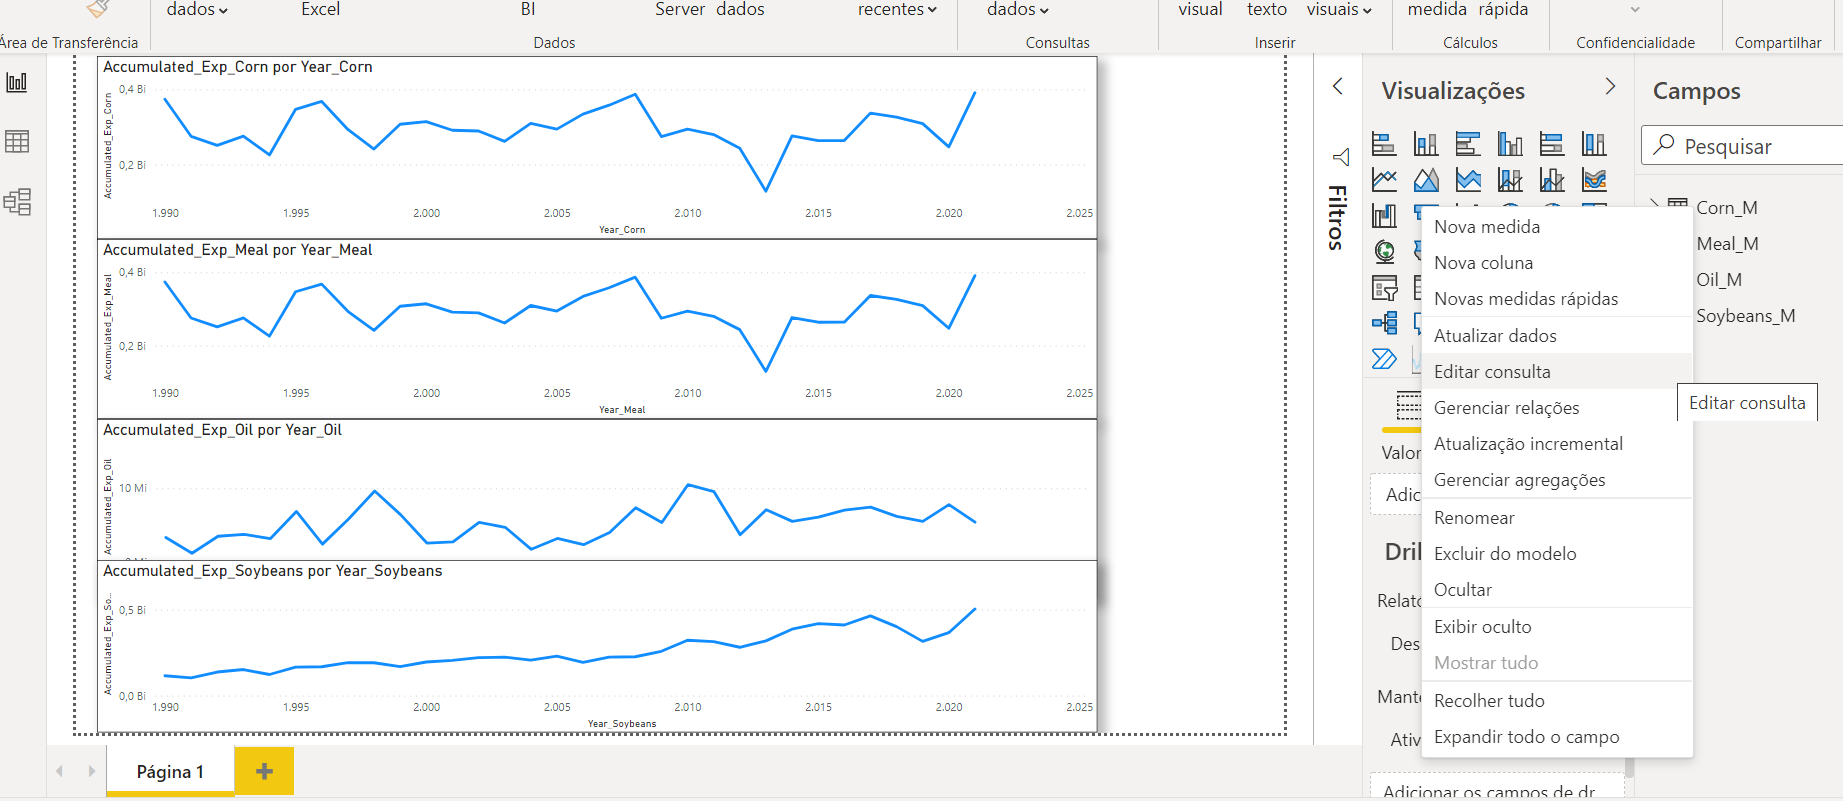 dados Excel BI Server dados recentes dados visual texto visuais medida rápida
Área de Transferência Dados Consultas Inserir Cálculos Confidencialidade Compartilhar
Accumulated_Exp_Corn por Year_Corn
Accumulated_Exp_Corn
0,4 Bi
0,2 Bi
1.990 1.995 2.000 2.005 2.010 2.015 2.020 2.025
Year_Corn
Accumulated_Exp_Meal por Year_Meal
Accumulated_Exp_Meal
0,4 Bi
0,2 Bi
1.990 1.995 2.000 2.005 2.010 2.015 2.020 2.025
Year_Meal
Accumulated_Exp_Oil por Year_Oil
Accumulated_Exp_Oil
10 Mi
Accumulated_Exp_Soybeans por Year_Soybeans
Accumulated_Exp_So...
0,5 Bi
0,0 Bi
1.990 1.995 2.000 2.005 2.010 2.015 2.020 2.025
Year_Soybeans
Página 1
Filtros
Visualizações
Valor
Adic
Dril
Relató
Des
Mante
Ativ
Adicionar os campos de dr
Campos
Pesquisar
Corn_M
Meal_M
Oil_M
Soybeans_M
Nova medida
Nova coluna
Novas medidas rápidas
Atualizar dados
Editar consulta
Gerenciar relações
Atualização incremental
Gerenciar agregações
Renomear
Excluir do modelo
Ocultar
Exibir oculto
Mostrar tudo
Recolher tudo
Expandir todo o campo
Editar consulta